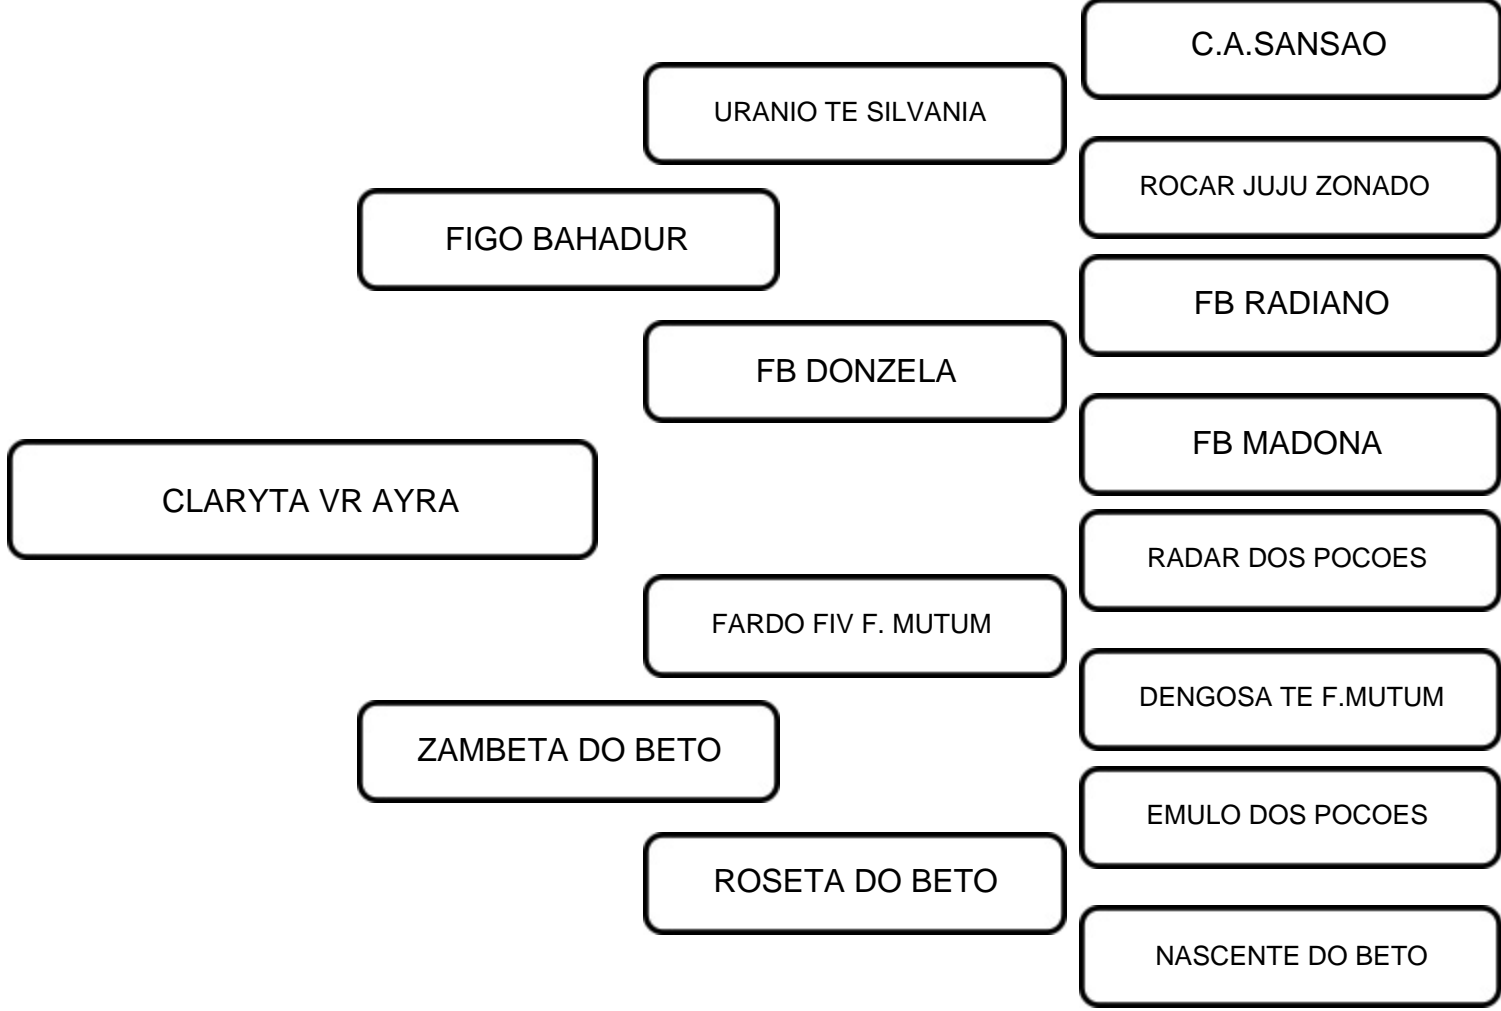 C.A.SANSAO
URANIO TE SILVANIA
ROCAR JUJU ZONADO
FIGO BAHADUR
FB RADIANO
FB DONZELA
FB MADONA
CLARYTA VR AYRA
RADAR DOS POCOES
FARDO FIV F. MUTUM
DENGOSA TE F.MUTUM
ZAMBETA DO BETO
EMULO DOS POCOES
ROSETA DO BETO
NASCENTE DO BETO